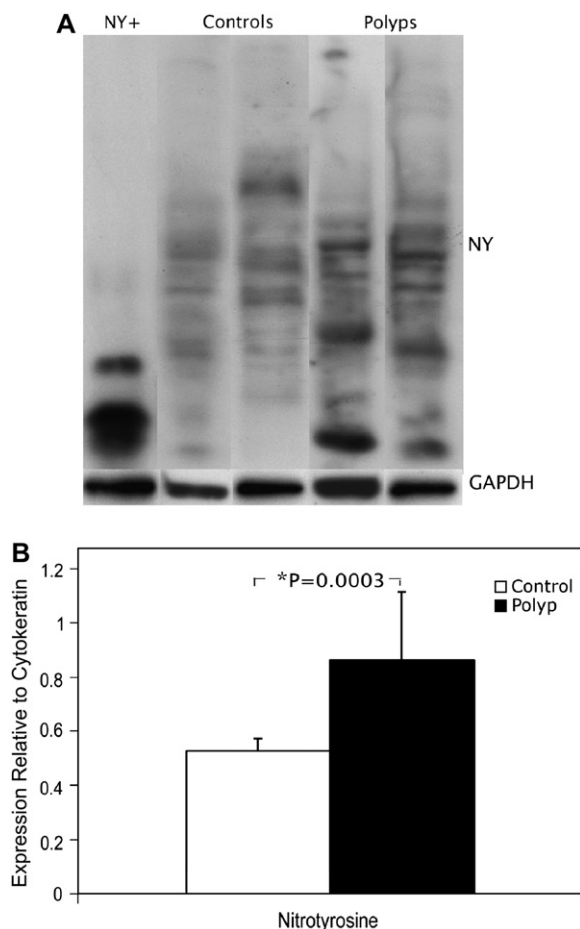 A
NY+ Controls Polyps
NY
GAPDH
B
1.2
1
0.8
0.6
0.4
0.2
0
Expression Relative to Cytokeratin
*P=0.0003
Control
Polyp
Nitrotyrosine